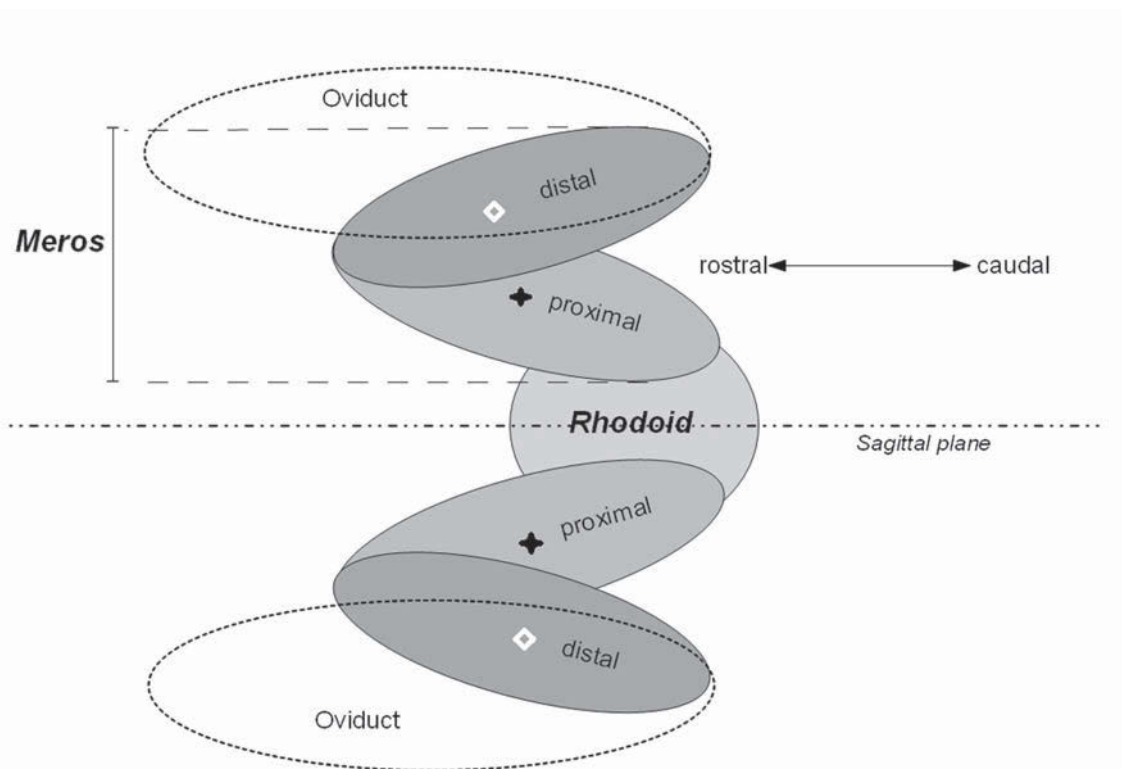 Oviduct
distal
Meros
rostral
caudal
proximal
Rhodoid
Sagittal plane
proximal
distal
Oviduct